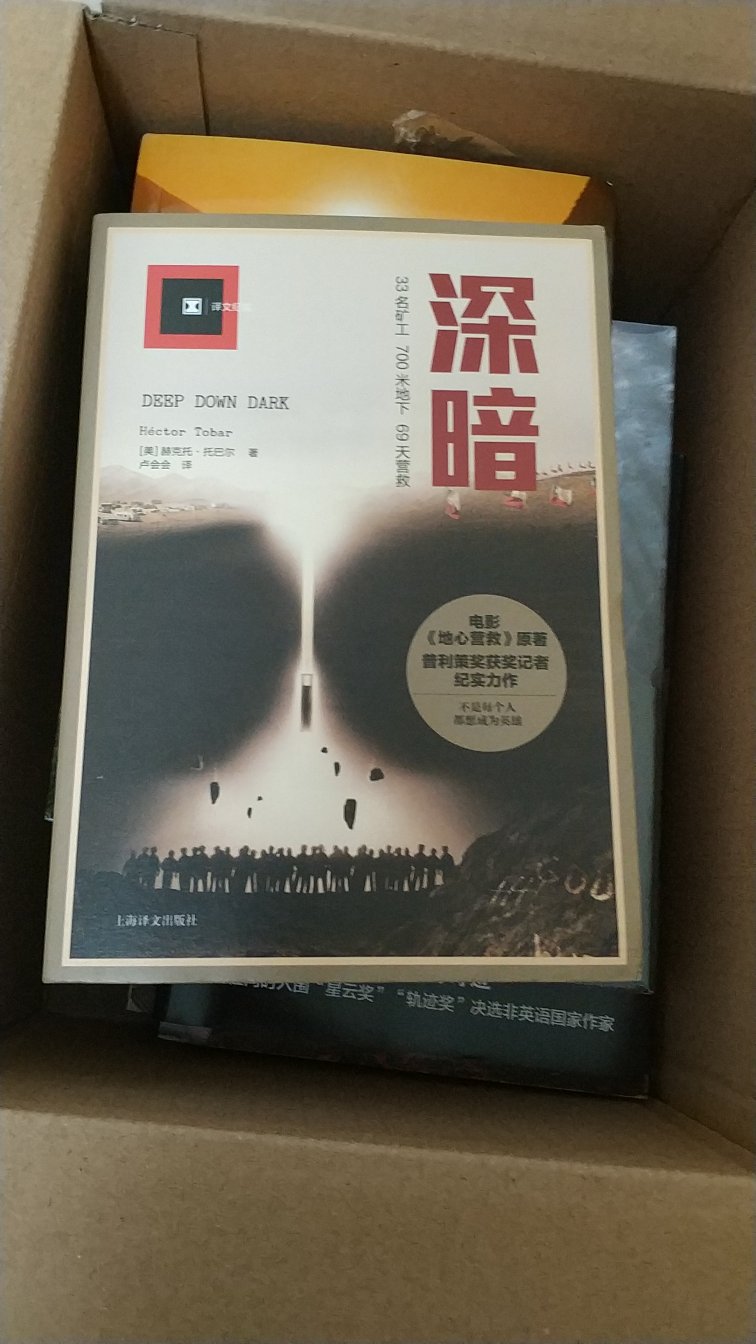 译文纪实
深暗
33名矿工 700米地下 69天营救
DEEP DOWN DARK
Héctor Tobar
[美]赫克托·托巴尔 著
卢会会 译
电影
《地心营救》原著
普利策奖获奖记者
纪实力作
不是每个人
都想成为英雄
上海译文出版社
入围“星云奖”“轨迹奖”决选非英语国家作家